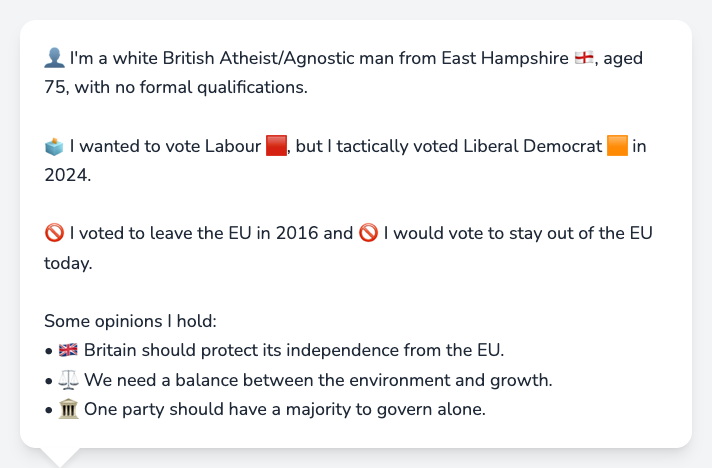 👤 I'm a white British Atheist/Agnostic man from East Hampshire 🏴󠁧󠁢󠁥󠁮󠁧󠁿, aged
75, with no formal qualifications.
🗳️ I wanted to vote Labour 🟥, but I tactically voted Liberal Democrat 🟧 in
2024.
🚫 I voted to leave the EU in 2016 and 🚫 I would vote to stay out of the EU
today.
Some opinions I hold:
• 🇬🇧 Britain should protect its independence from the EU.
• ⚖️ We need a balance between the environment and growth.
• 🏛️ One party should have a majority to govern alone.